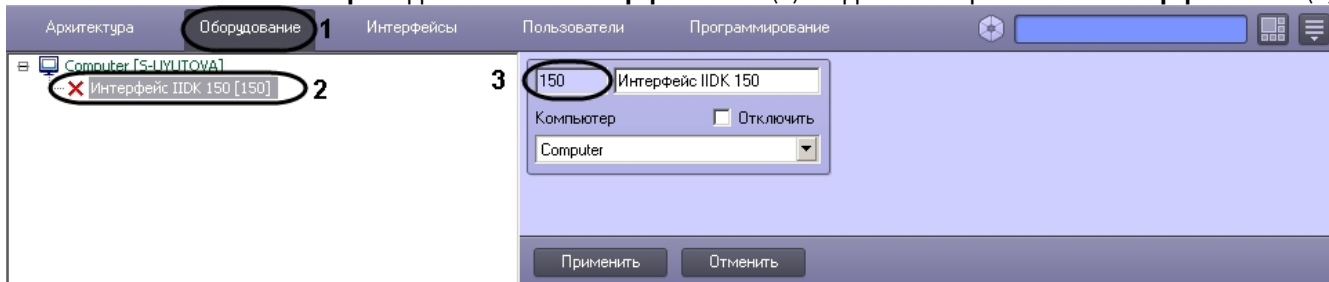 Архитектура Оборудование 1 Интерфейсы Пользователи Программирование
Computer [S-UYUTOVA]
Интерфейс IIDK 150 [150] 2
3 150 Интерфейс IIDK 150
Компьютер Отключить
Computer
Применить Отменить